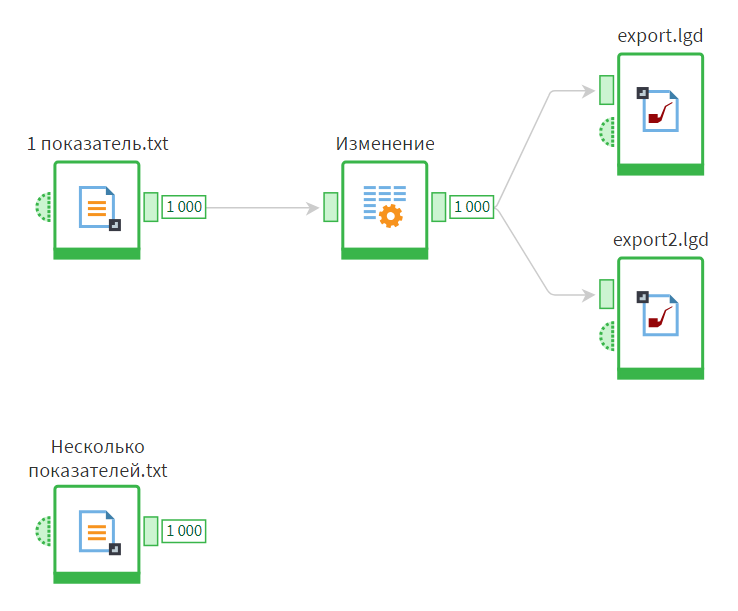 export.lgd
1 показатель.txt
Изменение
1 000
1 000
export2.lgd
Несколько
показателей.txt
1 000